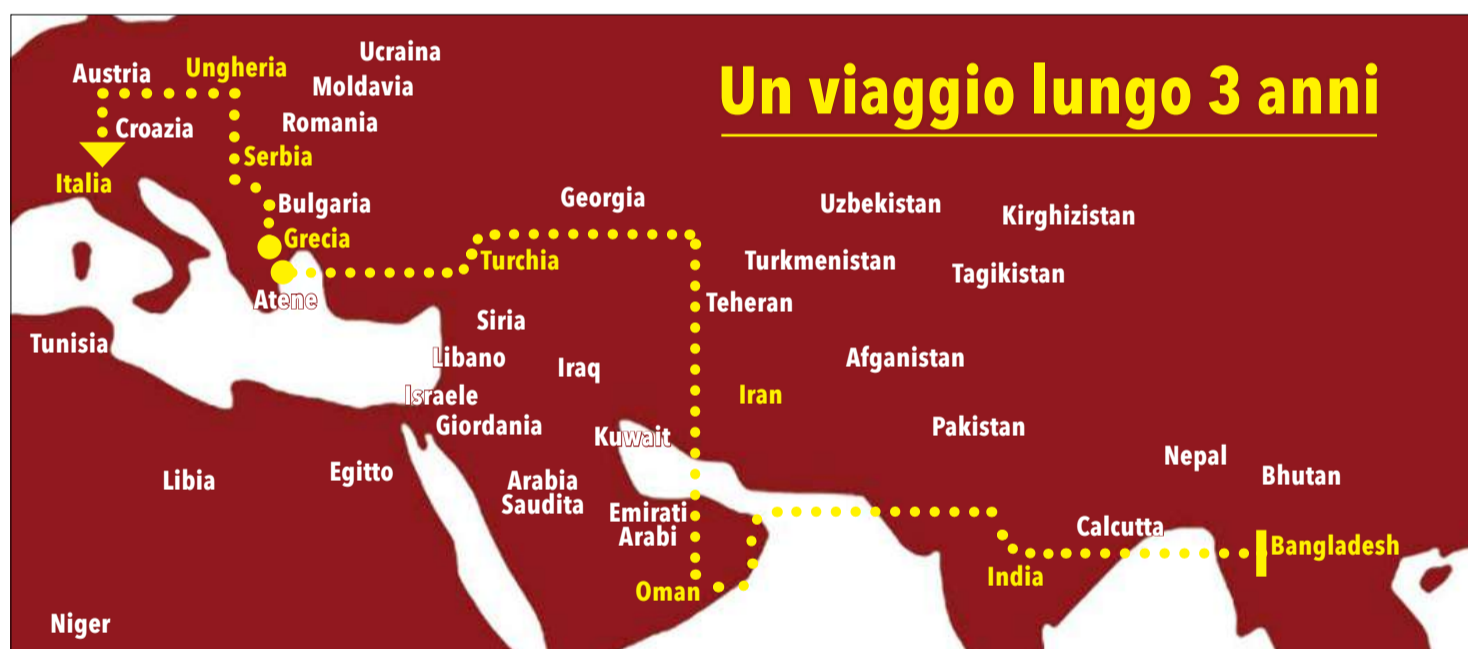 Un viaggio lungo 3 anni
Ucraina
Austria
Ungheria
Moldavia
Croazia
Romania
Serbia
Italia
Bulgaria
Georgia
Uzbekistan
Kirghizistan
Grecia
Turchia
Turkmenistan
Tagikistan
Atene
Teheran
Siria
Tunisia
Libano
Iraq
Afganistan
Israele
Iran
Giordania
Kuwait
Pakistan
Nepal
Libia
Egitto
Arabia
Saudita
Bhutan
Emirati
Arabi
Calcutta
Bangladesh
India
Oman
Niger